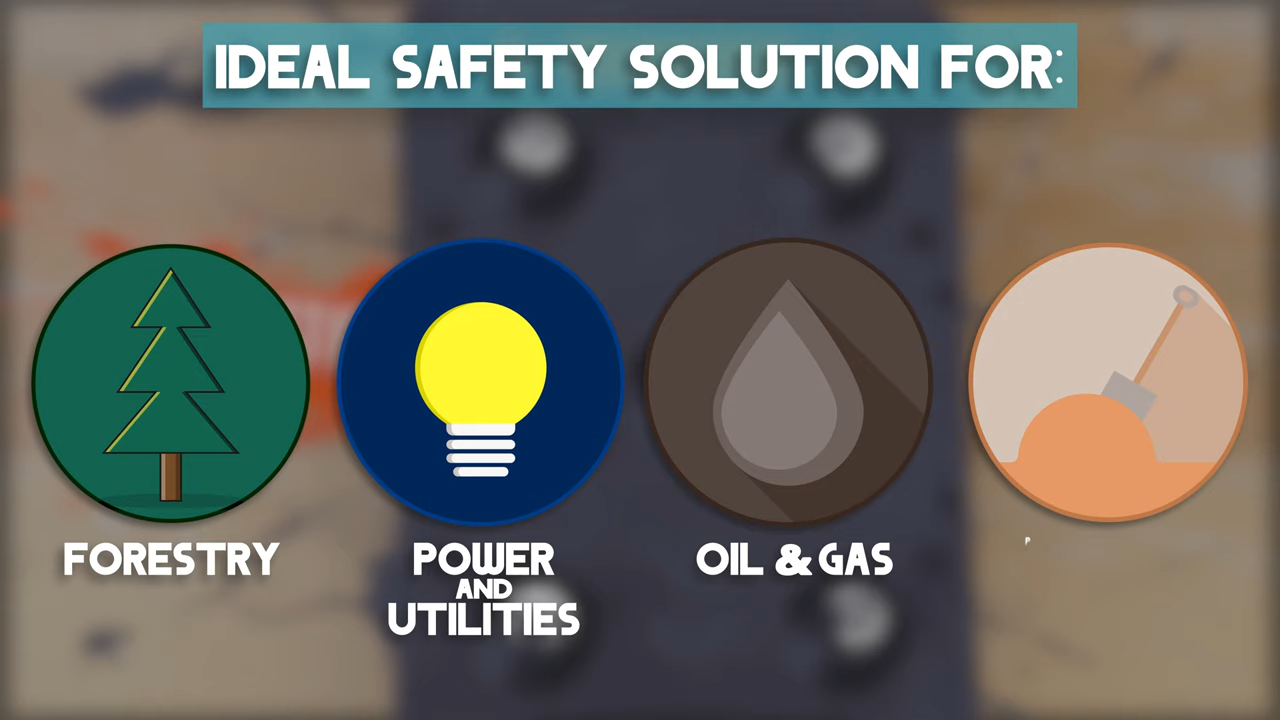 IDEAL SAFETY SOLUTION FOR:
FORESTRY
POWER
AND
UTILITIES
OIL & GAS
P